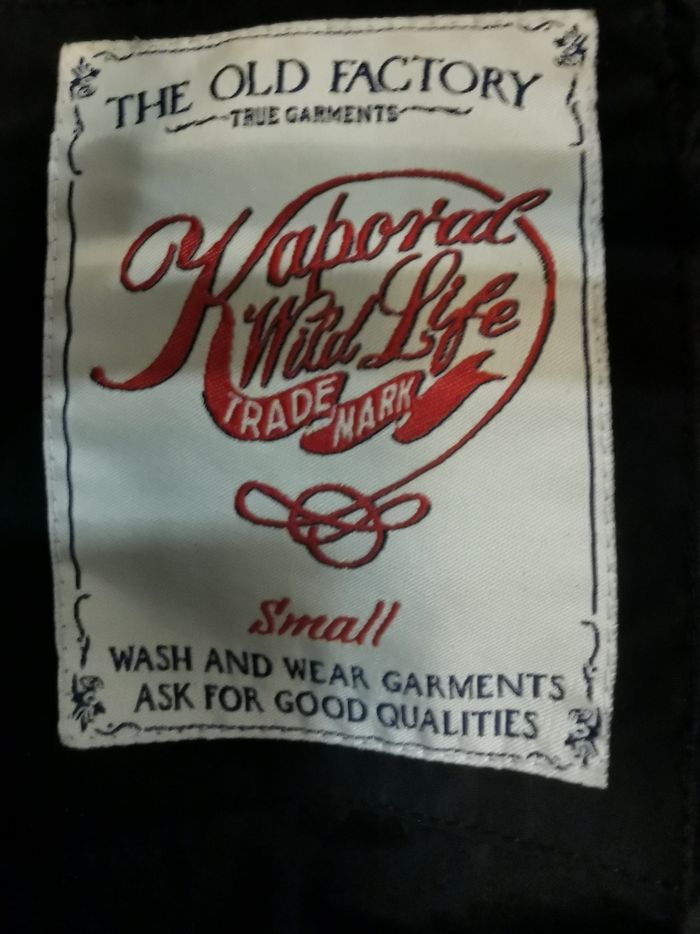 THE OLD FACTORY
TRUE GARMENTS
Kaporal
Wild Life
TRADE MARK
Small
WASH AND WEAR GARMENTS
ASK FOR GOOD QUALITIES